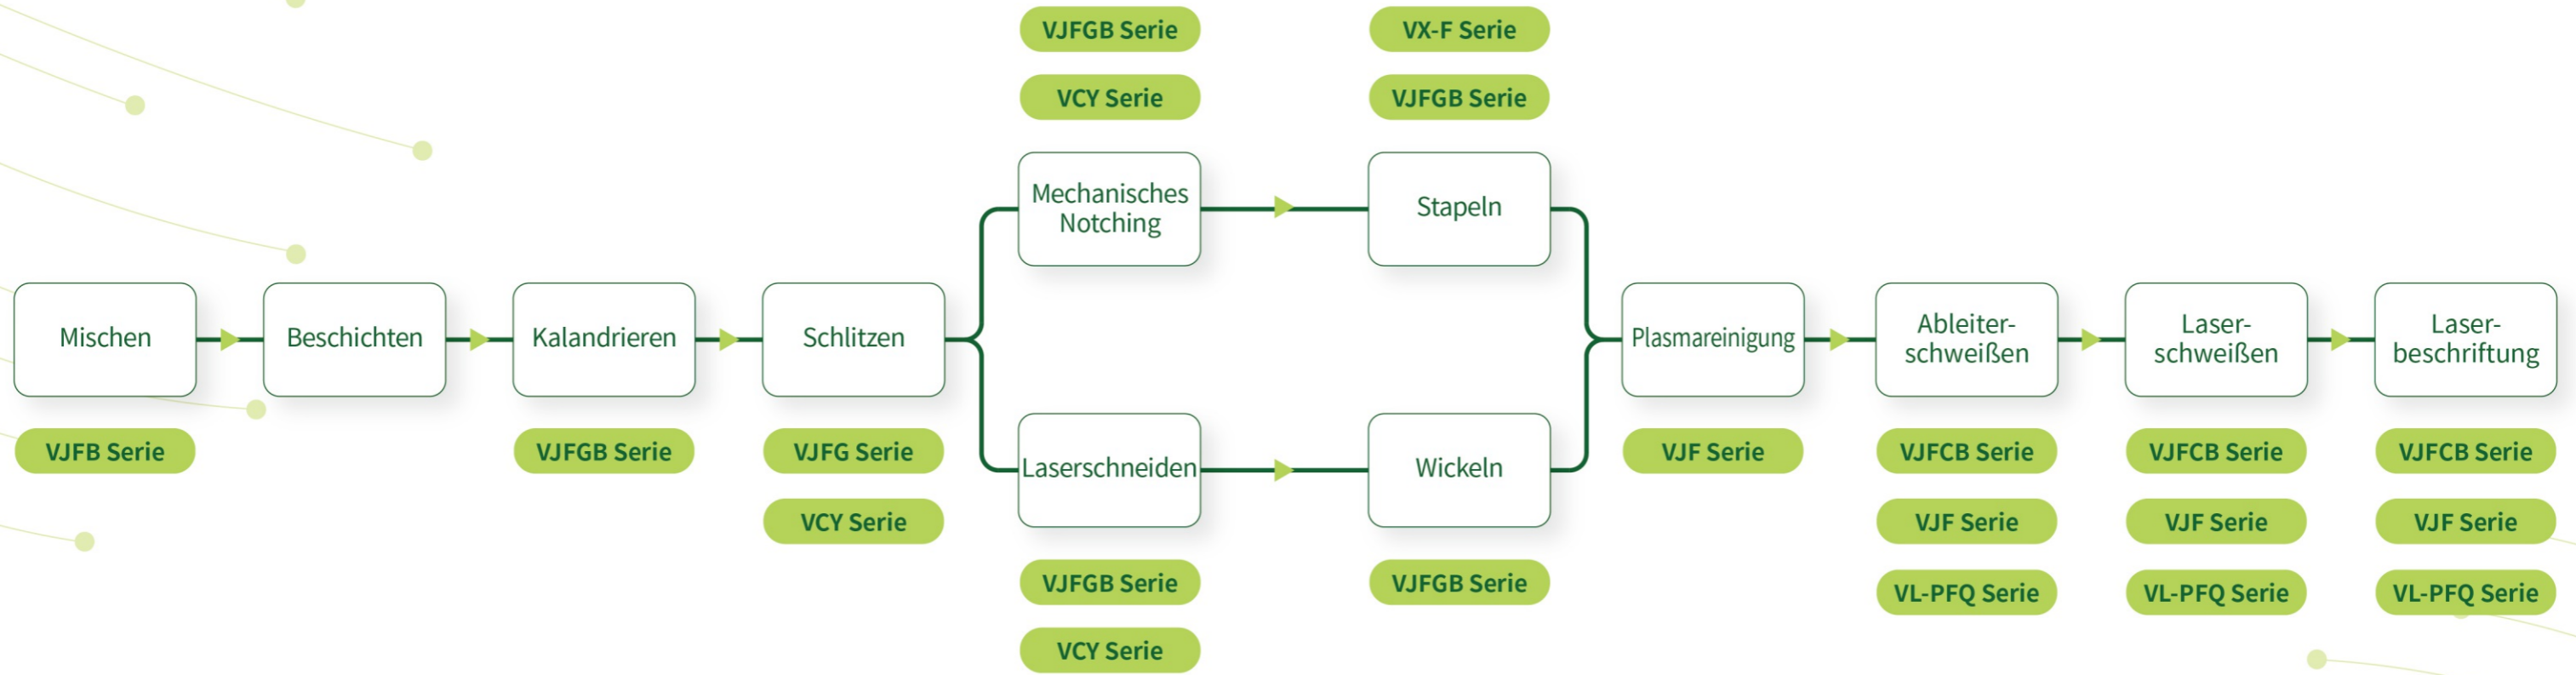 VJFGB Serie
VX-F Serie
VCY Serie
VJFGB Serie
Mechanisches
Notching
Stapeln
Mischen
Beschichten
Kalandrieren
Schlitzen
Plasmareinigung
Ableiter-
schweißen
Laser-
schweißen
Laser-
beschriftung
Laserschneiden
Wickeln
VJFB Serie
VJFGB Serie
VJFG Serie
VCY Serie
VJFGB Serie
VCY Serie
VJFGB Serie
VJF Serie
VJFCB Serie
VJF Serie
VL-PFQ Serie
VJFCB Serie
VJF Serie
VL-PFQ Serie
VJFCB Serie
VJF Serie
VL-PFQ Serie